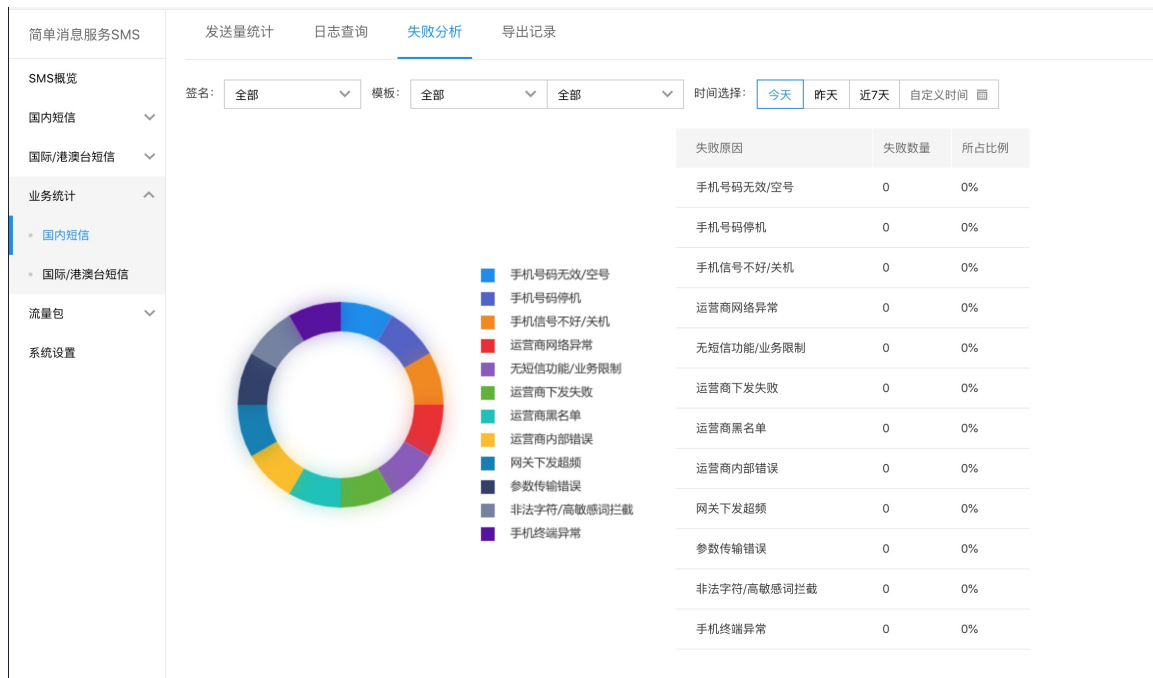 简单消息服务SMS
SMS概览
国内短信
国际/港澳台短信
业务统计
国内短信
国际/港澳台短信
流量包
系统设置
发送量统计 日志查询 失败分析 导出记录
签名： 全部 模板： 全部 全部 时间选择： 今天 昨天 近7天 自定义时间
手机号码无效/空号
手机号码停机
手机信号不好/关机
运营商网络异常
无短信功能/业务限制
运营商下发失败
运营商黑名单
运营商内部错误
网关下发超频
参数传输错误
非法字符/高敏感词拦截
手机终端异常
失败原因 失败数量 所占比例
手机号码无效/空号 0 0%
手机号码停机 0 0%
手机信号不好/关机 0 0%
运营商网络异常 0 0%
无短信功能/业务限制 0 0%
运营商下发失败 0 0%
运营商黑名单 0 0%
运营商内部错误 0 0%
网关下发超频 0 0%
参数传输错误 0 0%
非法字符/高敏感词拦截 0 0%
手机终端异常 0 0%